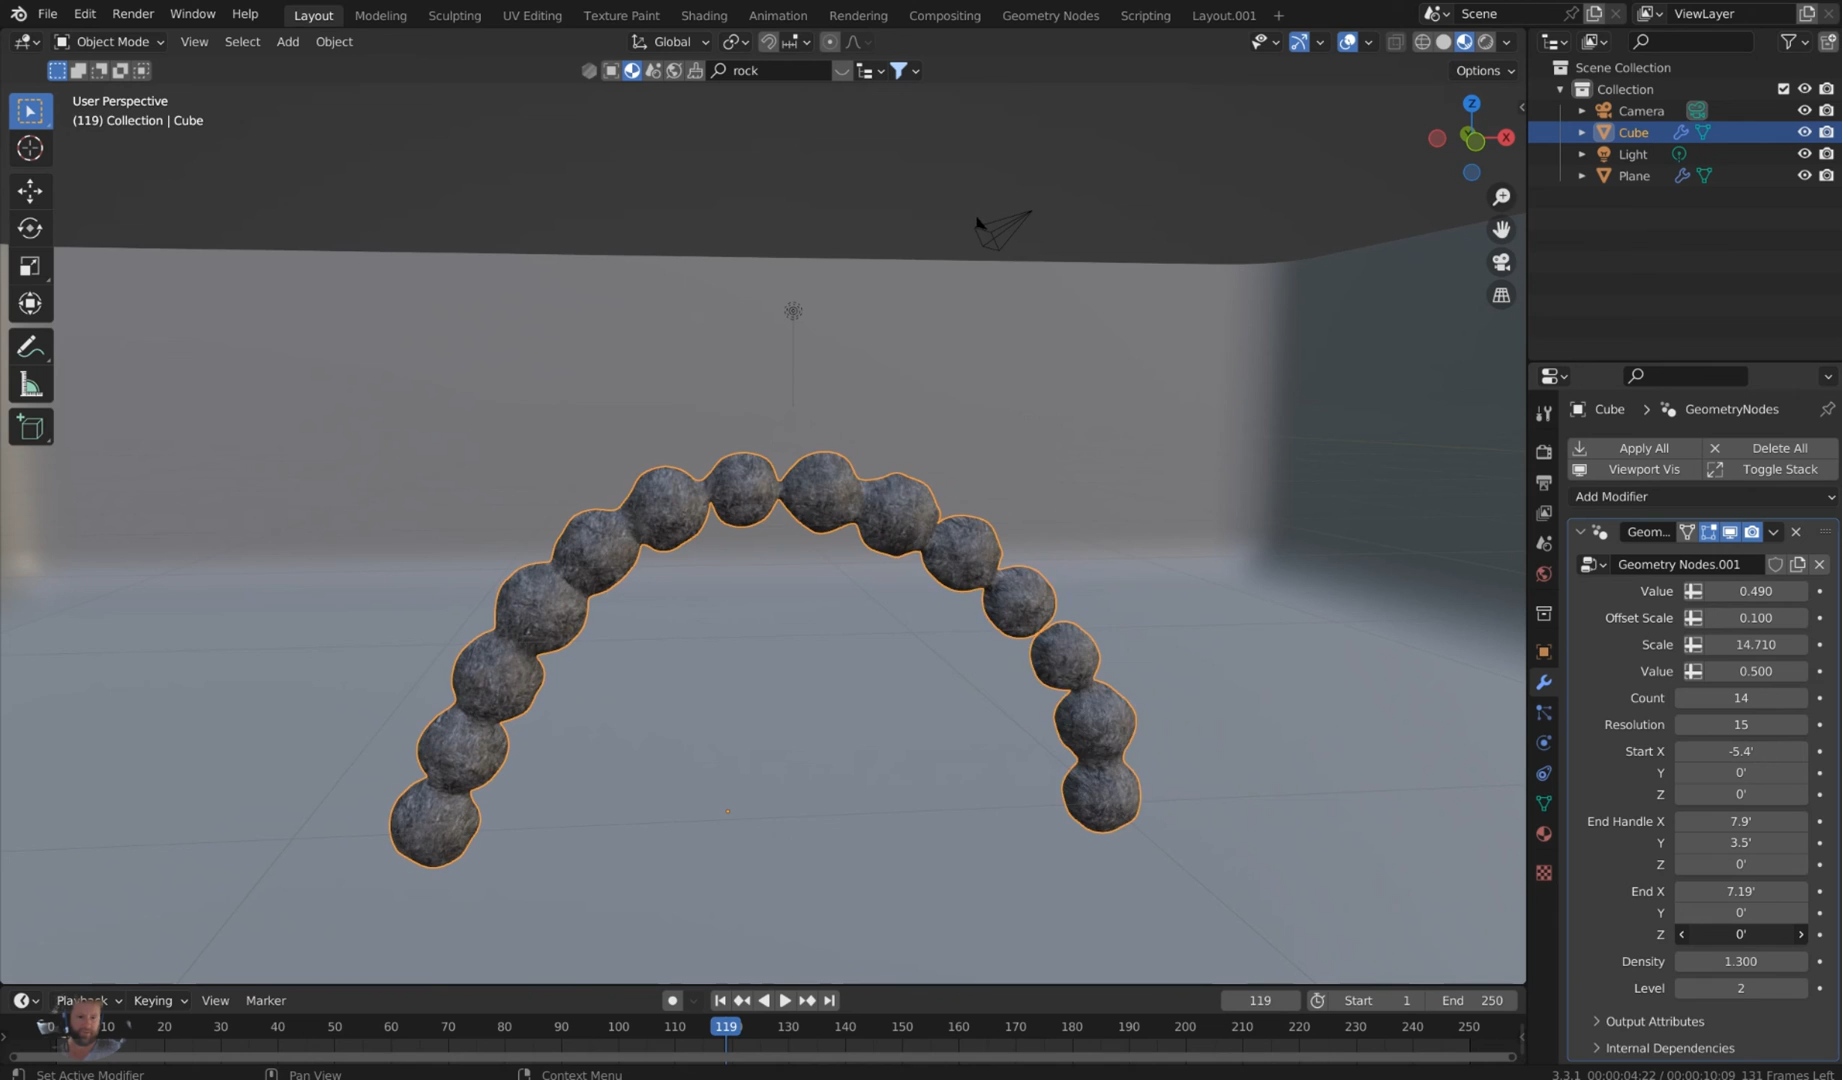 File Edit Render Window Help Layout Modeling Sculpting UV Editing Texture Paint Shading Animation Rendering Compositing Geometry Nodes Scripting Layout.001 + Scene ViewLayer
Object Mode View Select Add Object Global
rock Options
User Perspective
(119) Collection | Cube
Z
Y
X
Scene Collection
Collection
Camera
Cube
Light
Plane
Cube > GeometryNodes
Apply All Delete All
Viewport Vis Toggle Stack
Add Modifier
Geom...
Geometry Nodes.001
Value 0.490
Offset Scale 0.100
Scale 14.710
Value 0.500
Count 14
Resolution 15
Start X -5.4'
Y 0'
Z 0'
End Handle X 7.9'
Y 3.5'
Z 0'
End X 7.19'
Y 0'
Z 0'
Density 1.300
Level 2
Output Attributes
Internal Dependencies
Playback Keying View Marker 119 Start 1 End 250
0 10 20 30 40 50 60 70 80 90 100 110 119 130 140 150 160 170 180 190 200 210 220 230 240 250
Set Active Modifier Pan View Context Menu 3.3.1 00:00:04:22 / 00:00:10:09 131 Frames Left